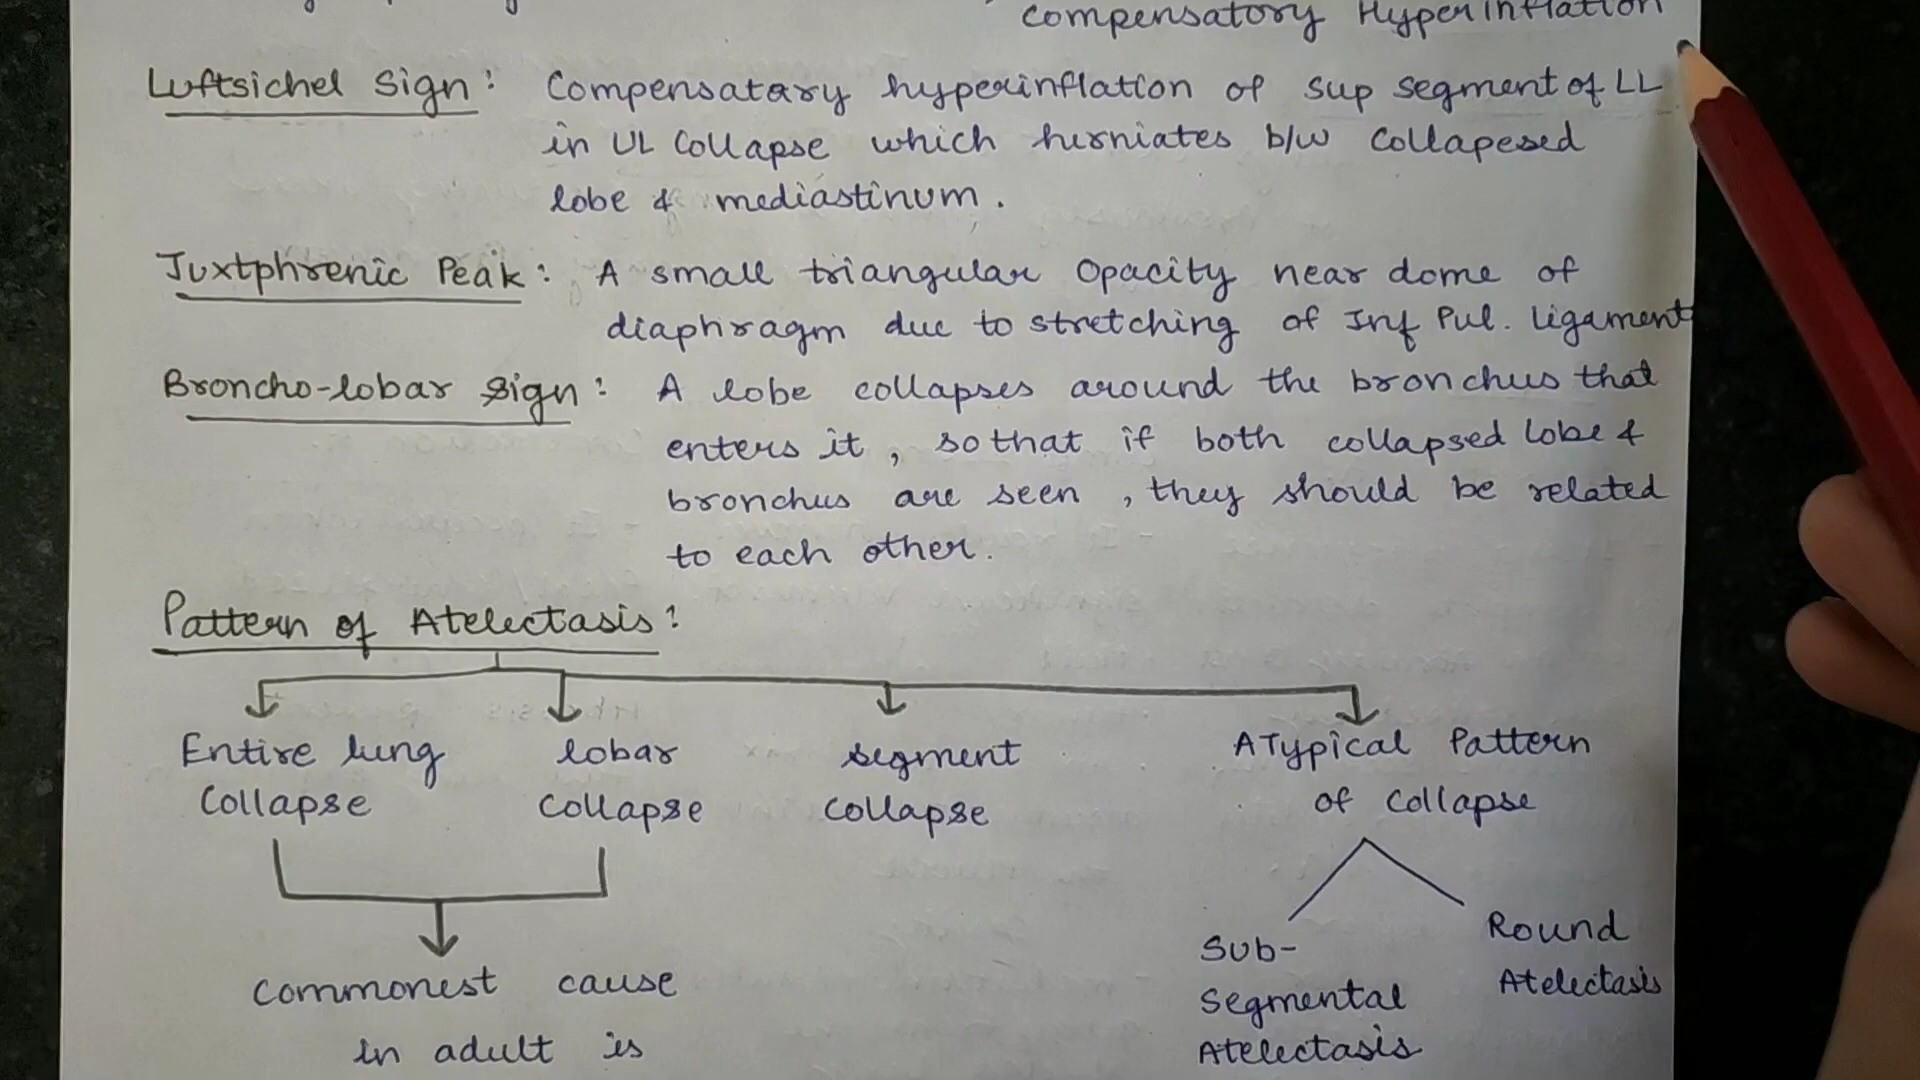 Compensatory Hyperinflation
Luftsichel Sign: Compensatary hyperinflation of sup segment of LL
in UL Collapse which herniates b/w Collapesed
lobe & mediastinum.
Juxtphrenic Peak: A small triangular Opacity near dome of
diaphragm due to stretching of Inf Pul. Ligament
Broncho-lobar Sign: A lobe collapses around the bronchus that
enters it, so that if both collapsed lobe &
bronchus are seen, they should be related
to each other.
Pattern of Atelectasis:
Entire lung lobar segment ATypical Pattern
Collapse Collapse Collapse of Collapse
Sub- Round
Segmental Atelectasis
Atelectasis
Commonest cause
in adult is